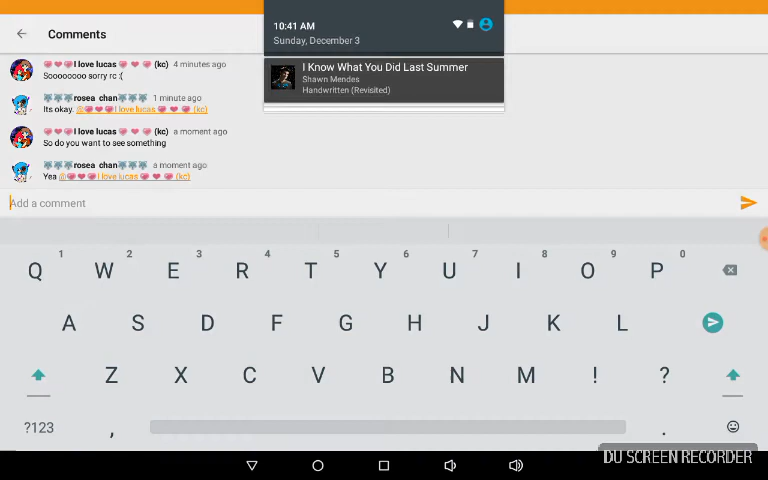 10:41 AM
Sunday, December 3
Comments
I Know What You Did Last Summer
Shawn Mendes
Handwritten (Revisited)
💗❤💗I love lucas 💗 ❤ 💗 (kc) 4 minutes ago
Soooooooo sorry rc :(
🐺🐺🐺rosea chan🐺🐺🐺 1 minute ago
Its okay. @💗❤💗I love lucas 💗 ❤ 💗 (kc)
💗❤💗I love lucas 💗 ❤ 💗 (kc) a moment ago
So do you want to see something
🐺🐺🐺rosea chan🐺🐺🐺 a moment ago
Yea @💗❤💗I love lucas 💗 ❤ 💗 (kc)
Add a comment
1 2 3 4 5 6 7 8 9 0
Q W E R T Y U I O P
A S D F G H J K L
Z X C V B N M ! ?
?123 , .
DU SCREEN RECORDER